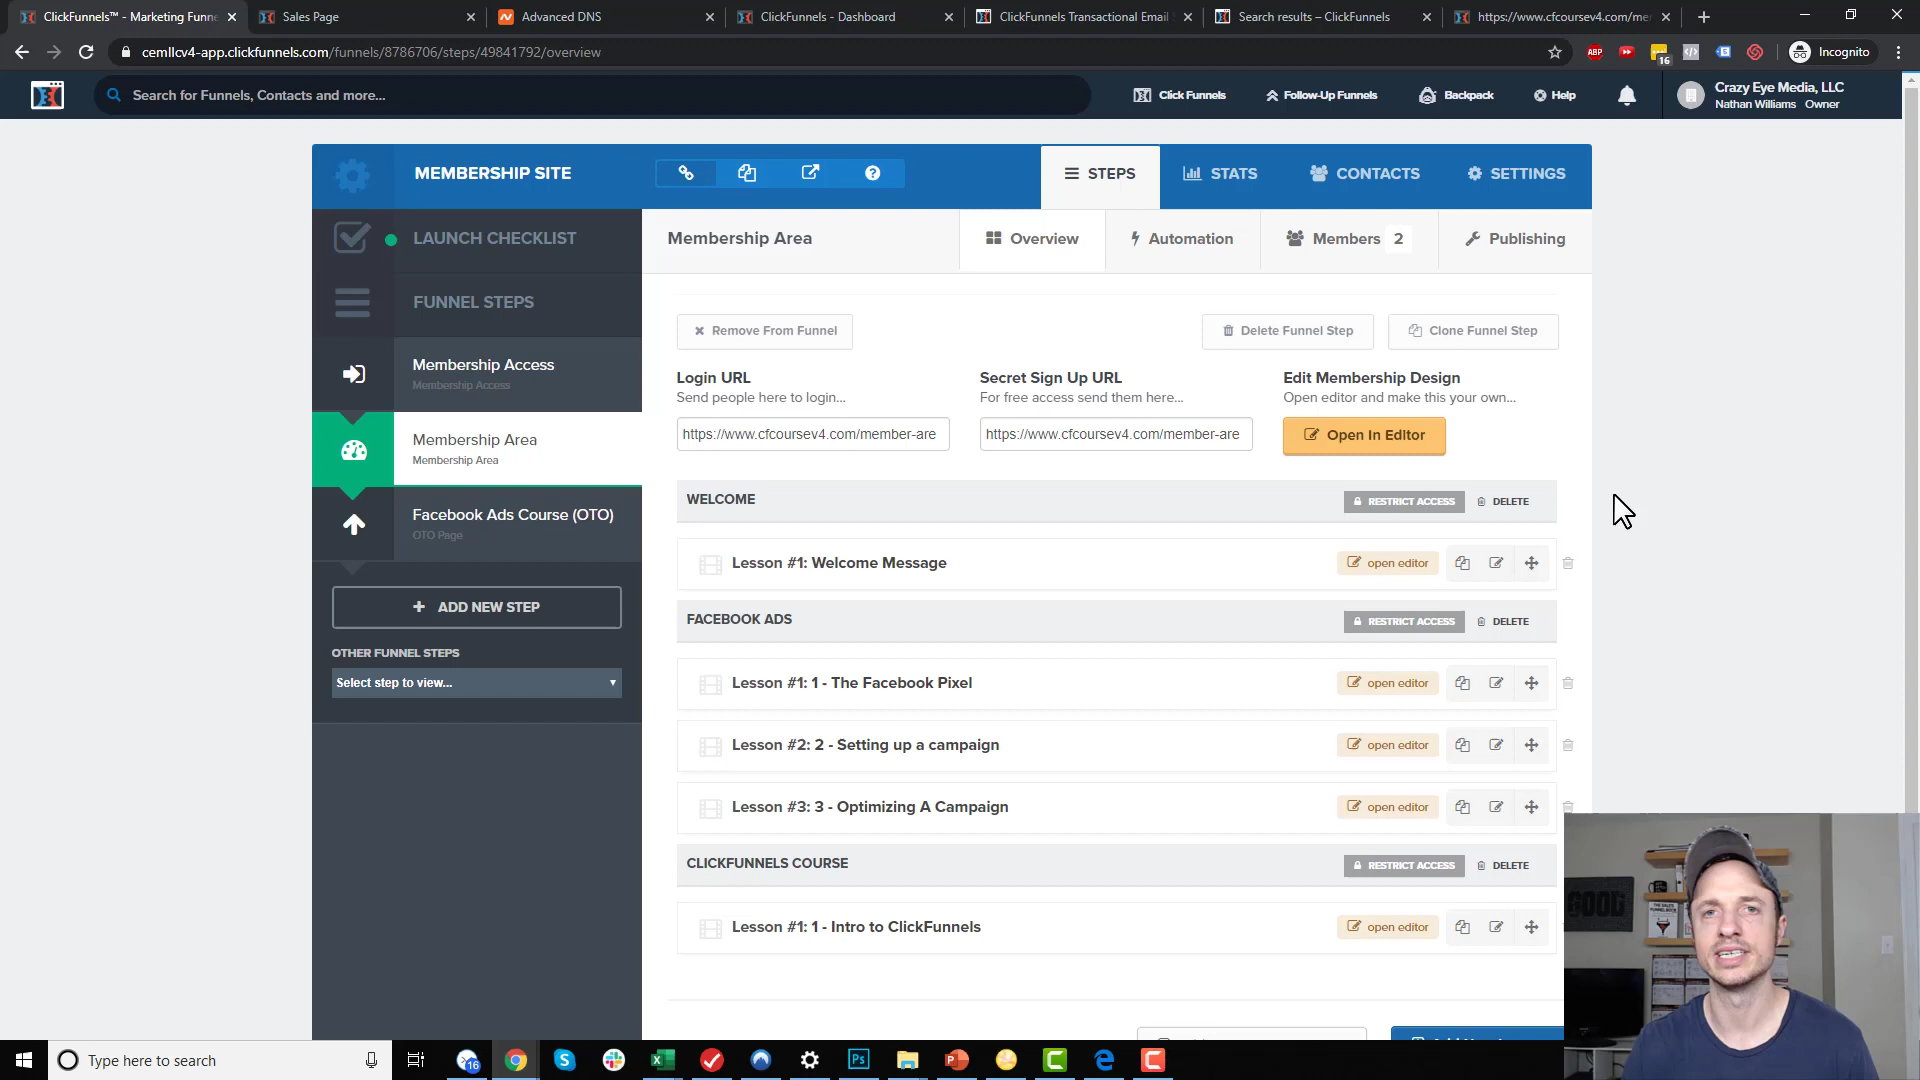 ClickFunnels™ - Marketing Funne
Sales Page
Advanced DNS
ClickFunnels - Dashboard
ClickFunnels Transactional Email
Search results – ClickFunnels
https://www.cfcoursev4.com/me
cemllcv4-app.clickfunnels.com/funnels/8786706/steps/49841792/overview
ABP
16
Incognito
Search for Funnels, Contacts and more...
Click Funnels
Follow-Up Funnels
Backpack
Help
Crazy Eye Media, LLC
Nathan Williams Owner
MEMBERSHIP SITE
STEPS
STATS
CONTACTS
SETTINGS
LAUNCH CHECKLIST
Membership Area
Overview
Automation
Members 2
Publishing
FUNNEL STEPS
Remove From Funnel
Delete Funnel Step
Clone Funnel Step
Membership Access
Membership Access
Login URL
Send people here to login...
https://www.cfcoursev4.com/member-are
Secret Sign Up URL
For free access send them here...
https://www.cfcoursev4.com/member-are
Edit Membership Design
Open editor and make this your own...
Open In Editor
Membership Area
Membership Area
Facebook Ads Course (OTO)
OTO Page
ADD NEW STEP
OTHER FUNNEL STEPS
Select step to view...
WELCOME
RESTRICT ACCESS
DELETE
Lesson #1: Welcome Message
open editor
FACEBOOK ADS
RESTRICT ACCESS
DELETE
Lesson #1: 1 - The Facebook Pixel
open editor
Lesson #2: 2 - Setting up a campaign
open editor
Lesson #3: 3 - Optimizing A Campaign
open editor
CLICKFUNNELS COURSE
RESTRICT ACCESS
DELETE
Lesson #1: 1 - Intro to ClickFunnels
open editor
GOOD
Type here to search
16
Ps